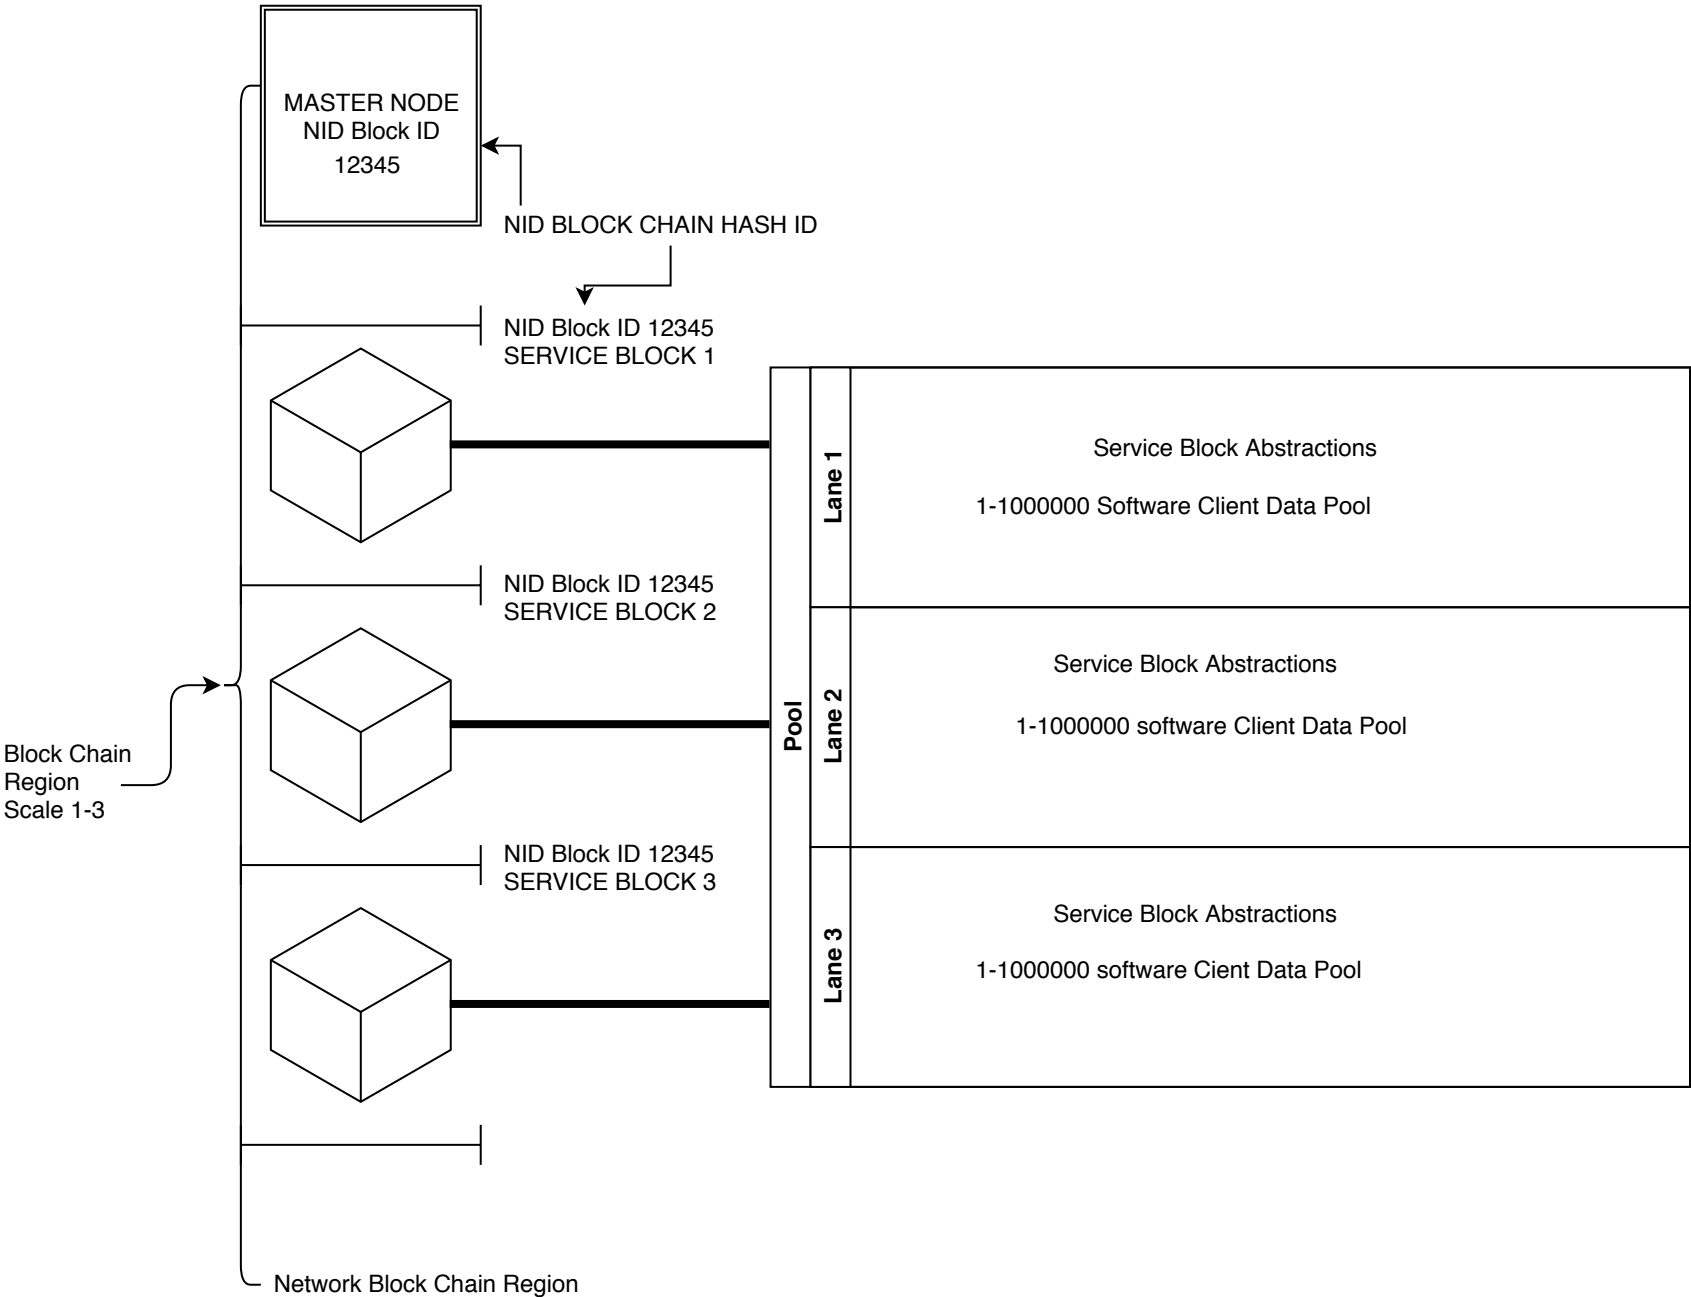 MASTER NODE
NID Block ID
12345
NID BLOCK CHAIN HASH ID
NID Block ID 12345
SERVICE BLOCK 1
Pool
Lane 1
Service Block Abstractions
1-1000000 Software Client Data Pool
NID Block ID 12345
SERVICE BLOCK 2
Lane 2
Service Block Abstractions
1-1000000 software Client Data Pool
Block Chain
Region
Scale 1-3
NID Block ID 12345
SERVICE BLOCK 3
Lane 3
Service Block Abstractions
1-1000000 software Cient Data Pool
Network Block Chain Region